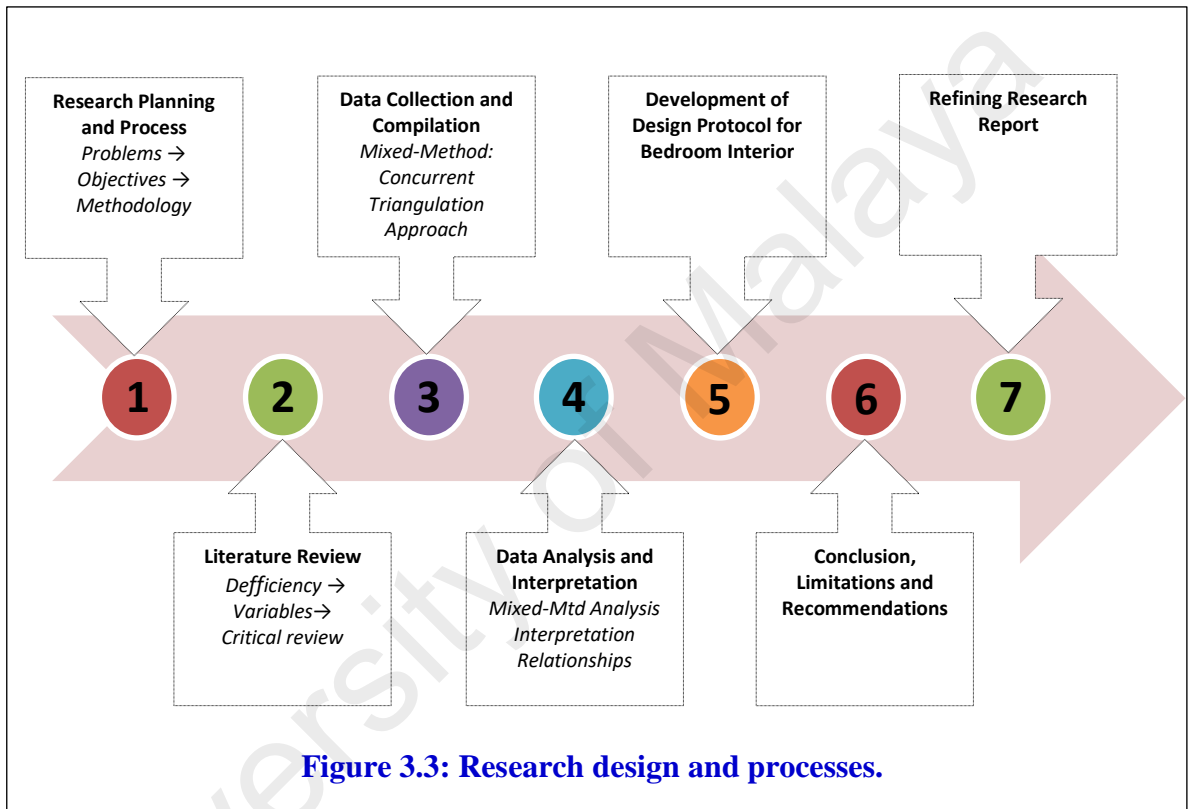 Research Planning
and Process
Problems →
Objectives →
Methodology
Data Collection and
Compilation
Mixed-Method:
Concurrent
Triangulation
Approach
Development of
Design Protocol for
Bedroom Interior
Refining Research
Report
1 2 3 4 5 6 7
Literature Review
Defficiency →
Variables→
Critical review
Data Analysis and
Interpretation
Mixed-Mtd Analysis
Interpretation
Relationships
Conclusion,
Limitations and
Recommendations
Figure 3.3: Research design and processes.
versity of Malaya